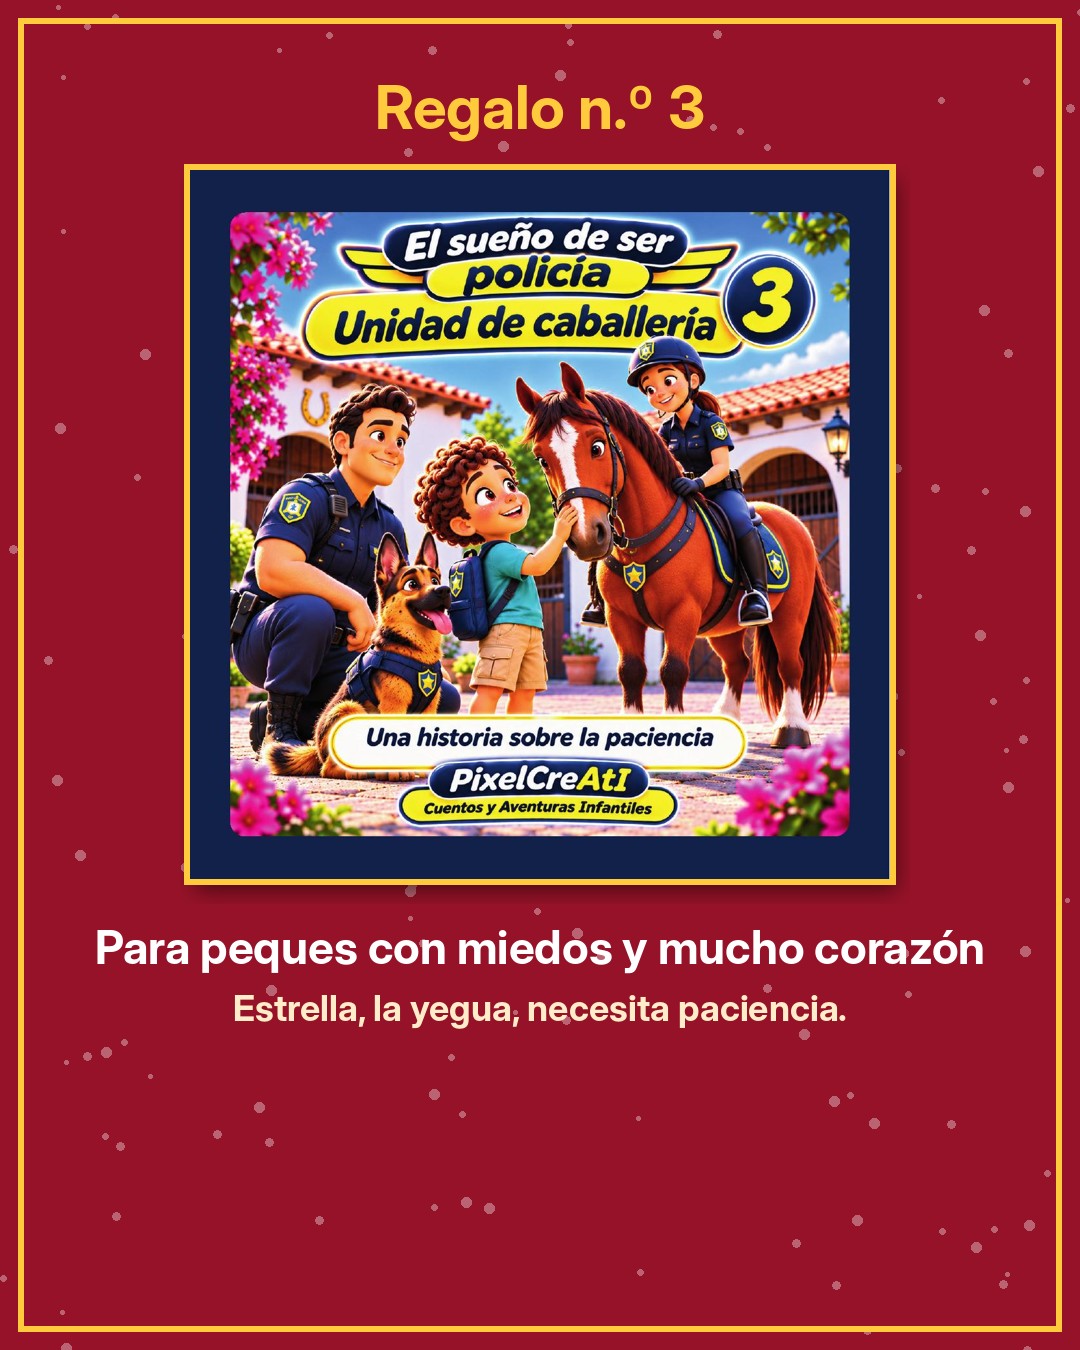 Regalo n.º 3
El sueño de ser
policía
Unidad de caballería
3
Una historia sobre la paciencia
PixelCreAtI
Cuentos y Aventuras Infantiles
Para peques con miedos y mucho corazón
Estrella, la yegua, necesita paciencia.